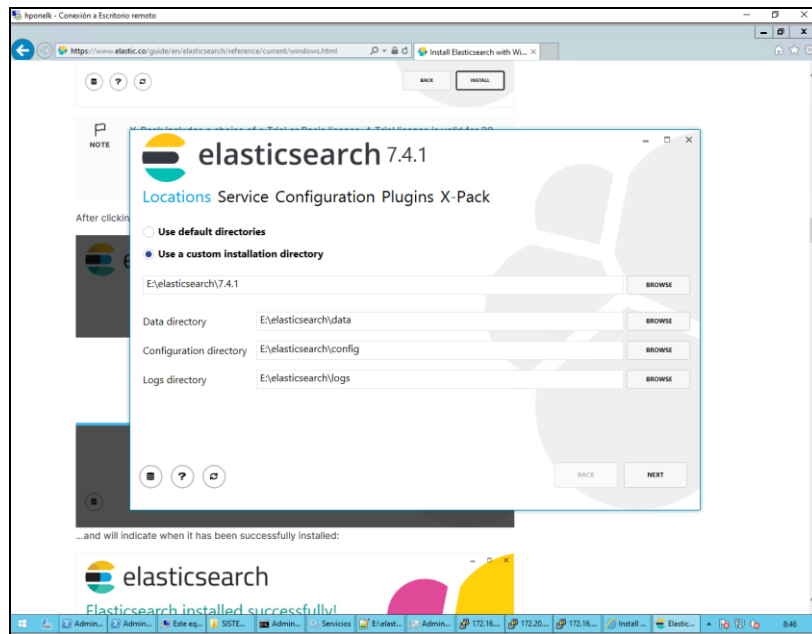 hponelk - Conexión a Escritorio remoto
https://www.elastic.co/guide/en/elasticsearch/reference/current/windows.html
Install Elasticsearch with Wi...
BACK
INSTALL
NOTE
After clickin
elasticsearch 7.4.1
Locations Service Configuration Plugins X-Pack
Use default directories
Use a custom installation directory
E:\elasticsearch\7.4.1
BROWSE
Data directory
E:\elasticsearch\data
BROWSE
Configuration directory
E:\elasticsearch\config
BROWSE
Logs directory
E:\elasticsearch\logs
BROWSE
BACK
NEXT
...and will indicate when it has been successfully installed:
elasticsearch
Elasticsearch installed successfully!
Admin...
Admin...
Este eq...
SISTE...
Admin...
Servicios
E:\elast...
Admin...
172.16...
172.20...
172.16...
Install ...
Elastic...
8:46